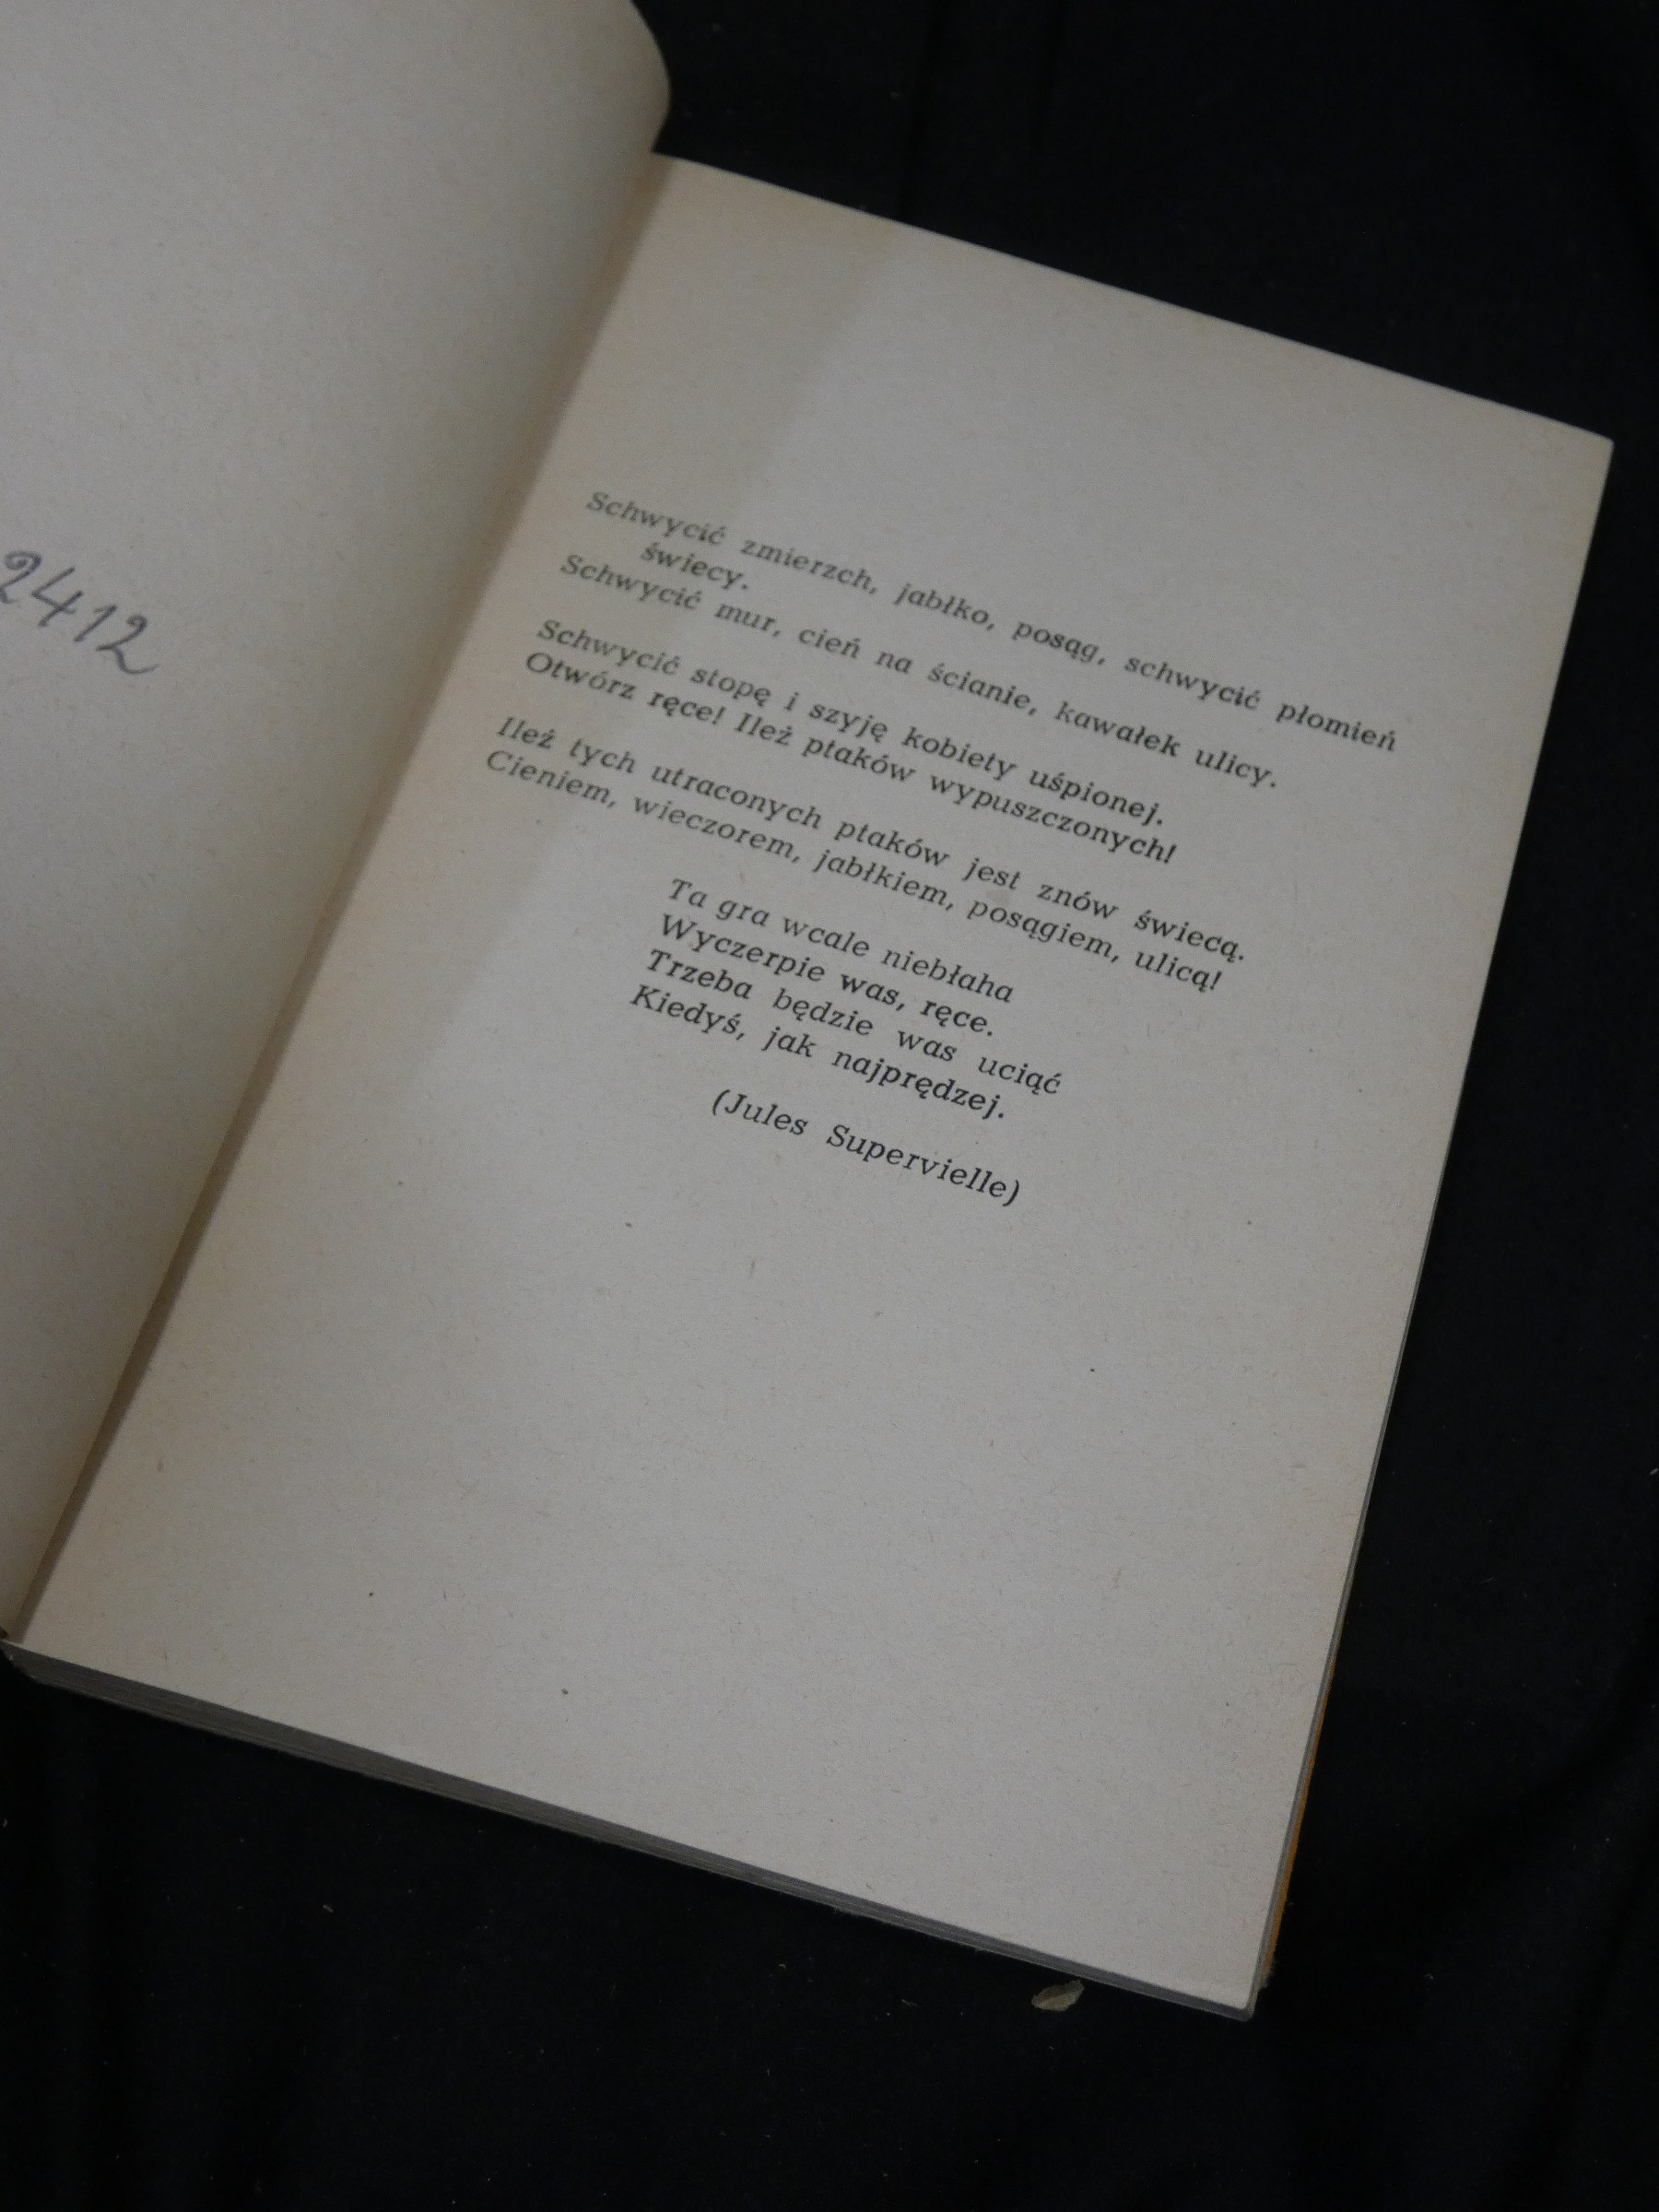 2412
Schwycić zmierzch, jabłko, posąg, schwycić płomień
świecy.
Schwycić mur, cień na ścianie, kawałek ulicy.
Schwycić stopę i szyję kobiety uśpionej.
Otwórz ręce! Ileż ptaków wypuszczonych!
Ileż tych utraconych ptaków jest znów świecą.
Cieniem, wieczorem, jabłkiem, posągiem, ulicą!
Ta gra wcale niebłaha
Wyczerpie was, ręce.
Trzeba będzie was uciąć
Kiedyś, jak najprędzej.
(Jules Supervielle)